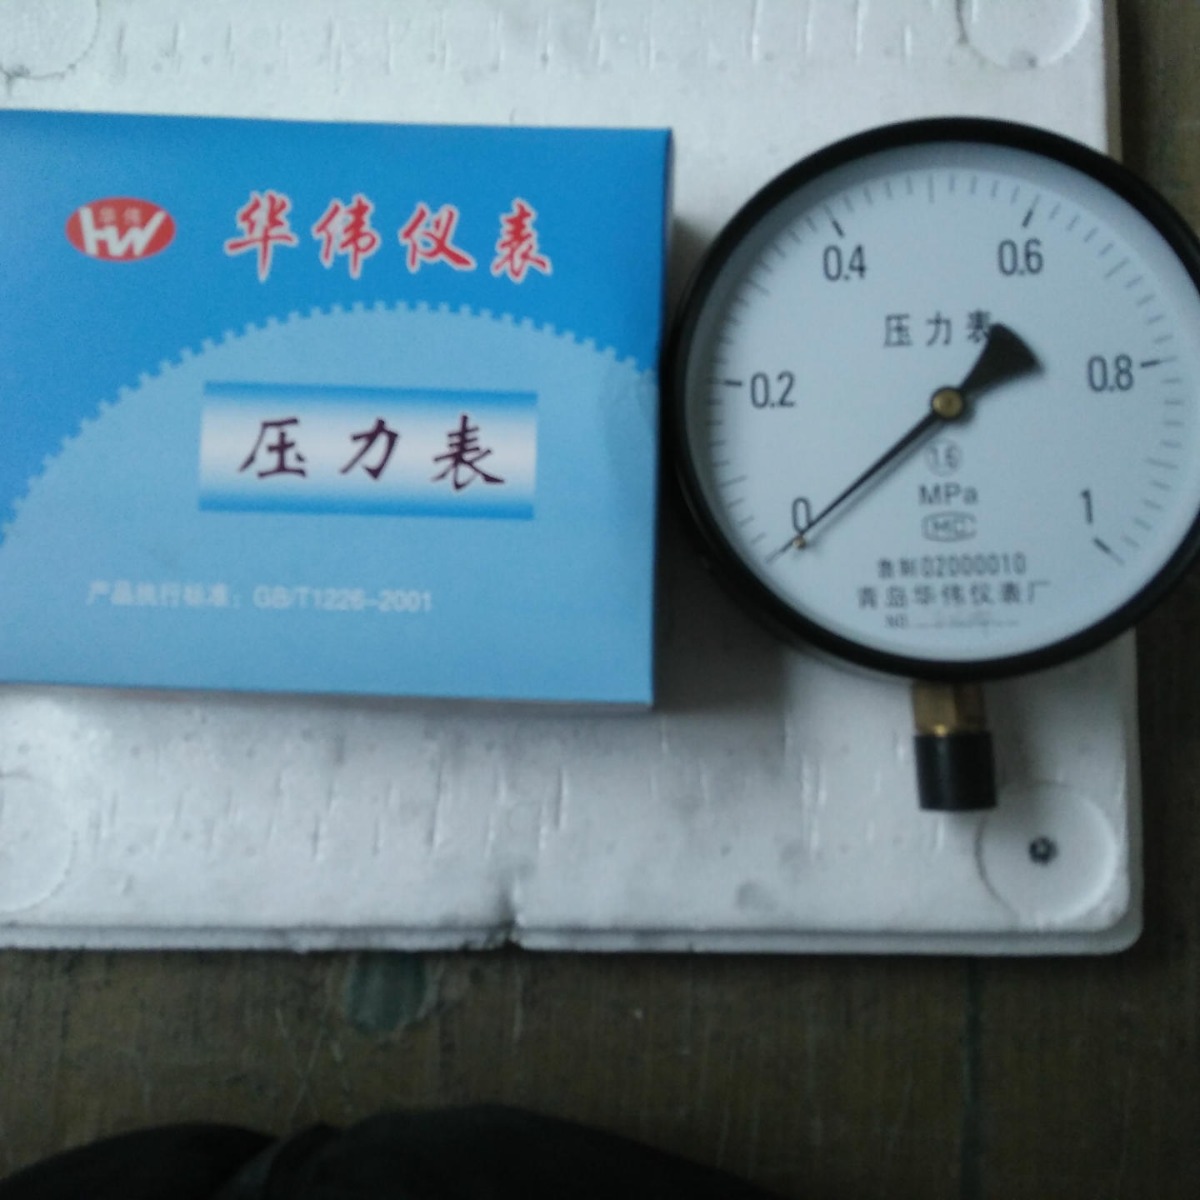 华伟
HW
华伟仪表
压力表
产品执行标准：GB/T1226-2001
0
0.2
0.4
0.6
0.8
1
压力表
1.6
MPa
MC
鲁制02000010
青岛华伟仪表厂
NO